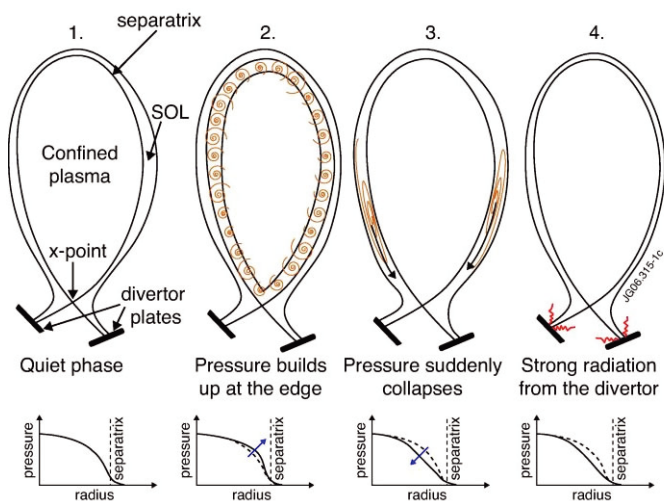 1.
2.
3.
4.
separatrix
SOL
Confined
plasma
x-point
divertor
plates
JG06.315-1c
Quiet phase
Pressure builds
up at the edge
Pressure suddenly
collapses
Strong radiation
from the divertor
pressure
separatrix
radius
pressure
separatrix
radius
pressure
separatrix
radius
pressure
separatrix
radius